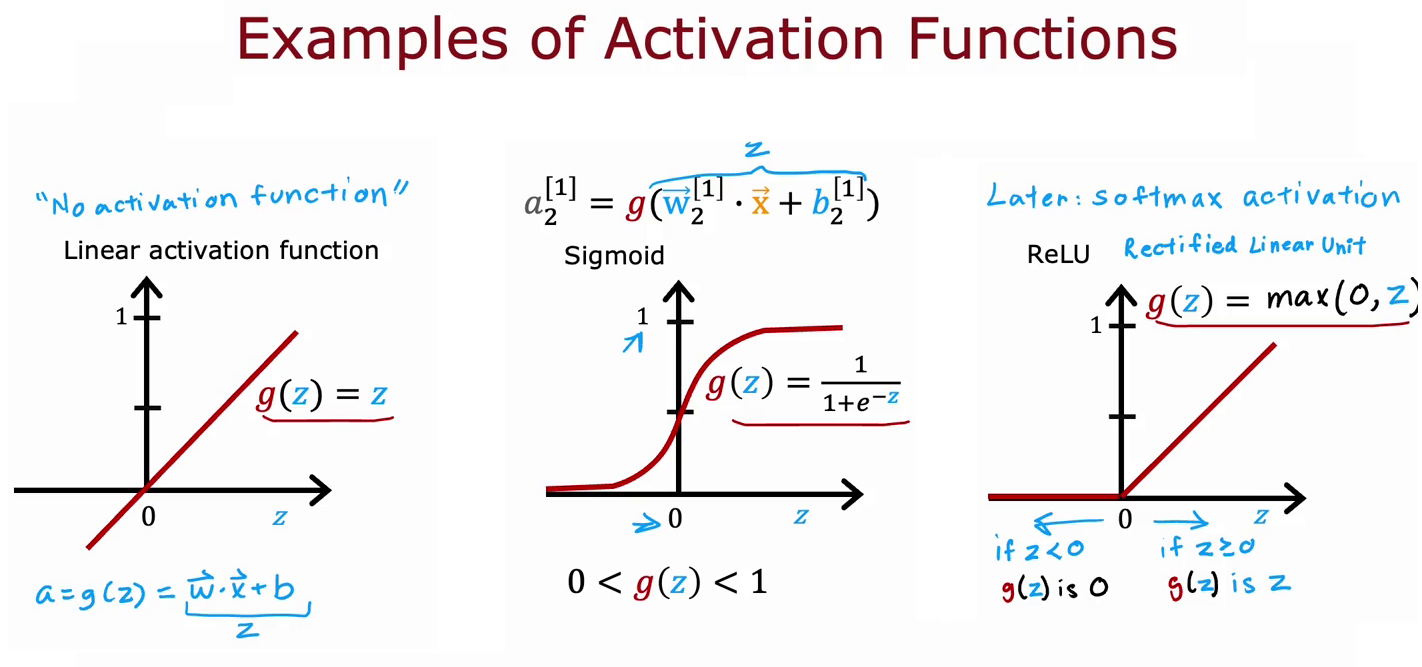 Examples of Activation Functions
"No activation function"
Linear activation function
1
g(z) = z
0
z
a = g(z) = w⃗ · x⃗ + b
z
z
a₂^[1] = g(w⃗₂^[1] · x⃗ + b₂^[1])
Sigmoid
1
g(z) = 1/(1+e^−z)
0
z
0 < g(z) < 1
Later: softmax activation
ReLU Rectified Linear Unit
g(z) = max(0, z)
1
0
z
if z < 0
g(z) is 0
if z ≥ 0
g(z) is z